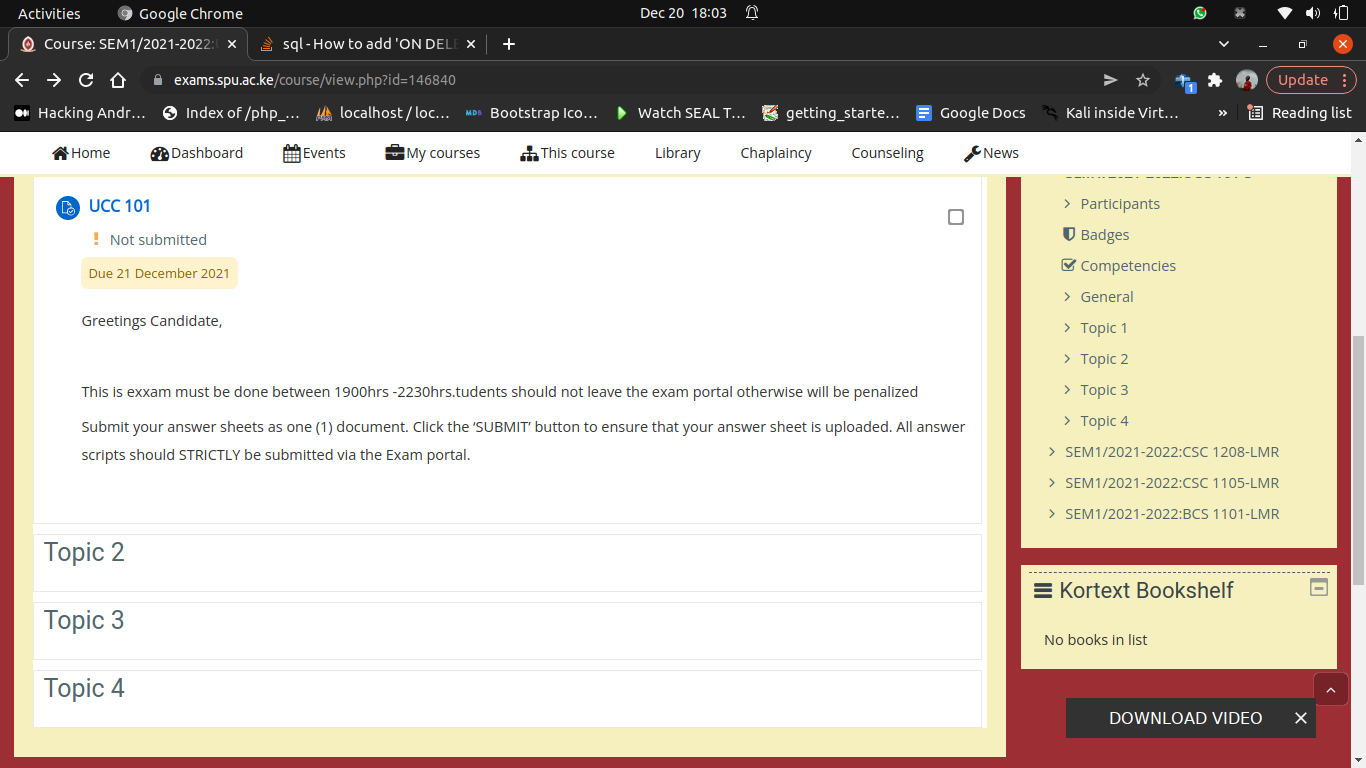 Activities
Google Chrome
Dec 20 18:03
Course: SEM1/2021-2022:
sql - How to add 'ON DELE
exams.spu.ac.ke/course/view.php?id=146840
1
Update
Hacking Andr...
Index of /php_...
localhost / loc...
MDB
Bootstrap Ico...
Watch SEAL T...
getting_starte...
Google Docs
Kali inside Virt...
»
Reading list
Home
Dashboard
Events
My courses
This course
Library
Chaplaincy
Counseling
News
UCC 101
Not submitted
Due 21 December 2021
Greetings Candidate,
This is exxam must be done between 1900hrs -2230hrs.tudents should not leave the exam portal otherwise will be penalized
Submit your answer sheets as one (1) document. Click the ‘SUBMIT’ button to ensure that your answer sheet is uploaded. All answer
scripts should STRICTLY be submitted via the Exam portal.
Topic 2
Topic 3
Topic 4
Participants
Badges
Competencies
General
Topic 1
Topic 2
Topic 3
Topic 4
SEM1/2021-2022:CSC 1208-LMR
SEM1/2021-2022:CSC 1105-LMR
SEM1/2021-2022:BCS 1101-LMR
Kortext Bookshelf
No books in list
DOWNLOAD VIDEO